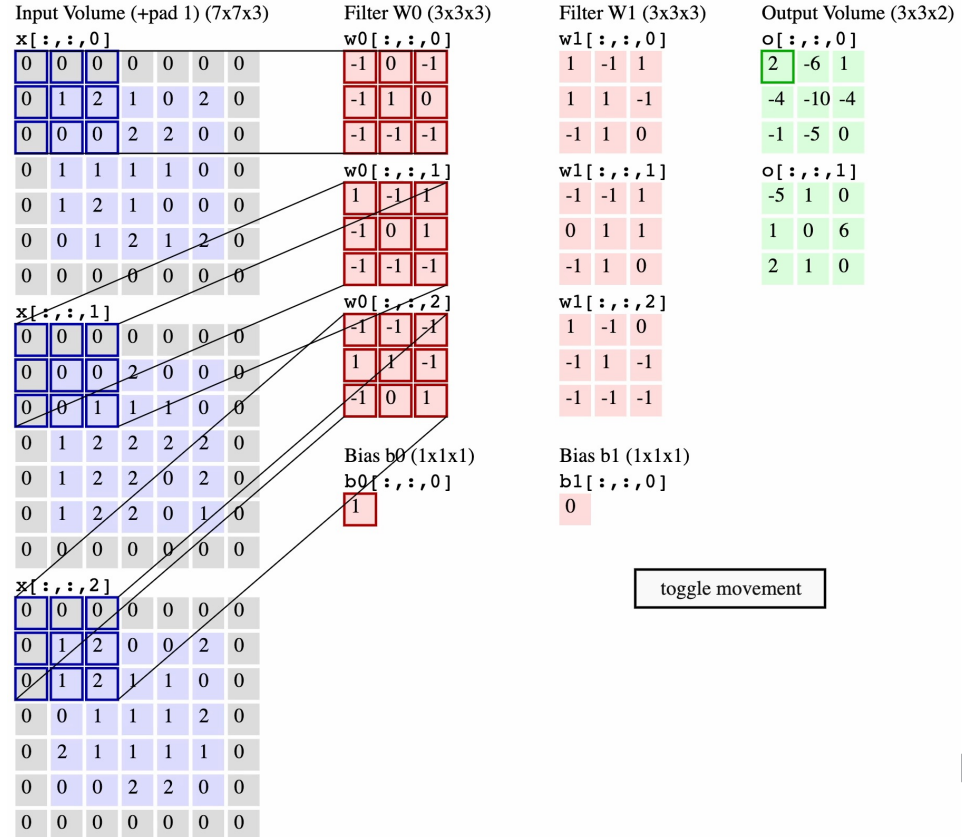 Input Volume (+pad 1) (7x7x3)
x[:,:,0]
0 0 0 0 0 0 0
0 1 2 1 0 2 0
0 0 0 2 2 0 0
0 1 1 1 1 0 0
0 1 2 1 0 0 0
0 0 1 2 1 2 0
0 0 0 0 0 0 0
x[:,:,1]
0 0 0 0 0 0 0
0 0 0 2 0 0 0
0 0 1 1 1 0 0
0 1 2 2 2 2 0
0 1 2 2 0 2 0
0 1 2 2 0 1 0
0 0 0 0 0 0 0
x[:,:,2]
0 0 0 0 0 0 0
0 1 2 0 0 2 0
0 1 2 1 1 0 0
0 0 1 1 1 2 0
0 2 1 1 1 1 0
0 0 0 2 2 0 0
0 0 0 0 0 0 0
Filter W0 (3x3x3)
w0[:,:,0]
-1 0 -1
-1 1 0
-1 -1 -1
w0[:,:,1]
1 -1 1
-1 0 1
-1 -1 -1
w0[:,:,2]
-1 -1 -1
1 1 -1
-1 0 1
Bias b0 (1x1x1)
b0[:,:,0]
1
Filter W1 (3x3x3)
w1[:,:,0]
1 -1 1
1 1 -1
-1 1 0
w1[:,:,1]
-1 -1 1
0 1 1
-1 1 0
w1[:,:,2]
1 -1 0
-1 1 -1
-1 -1 -1
Bias b1 (1x1x1)
b1[:,:,0]
0
Output Volume (3x3x2)
o[:,:,0]
2 -6 1
-4 -10 -4
-1 -5 0
o[:,:,1]
-5 1 0
1 0 6
2 1 0
toggle movement